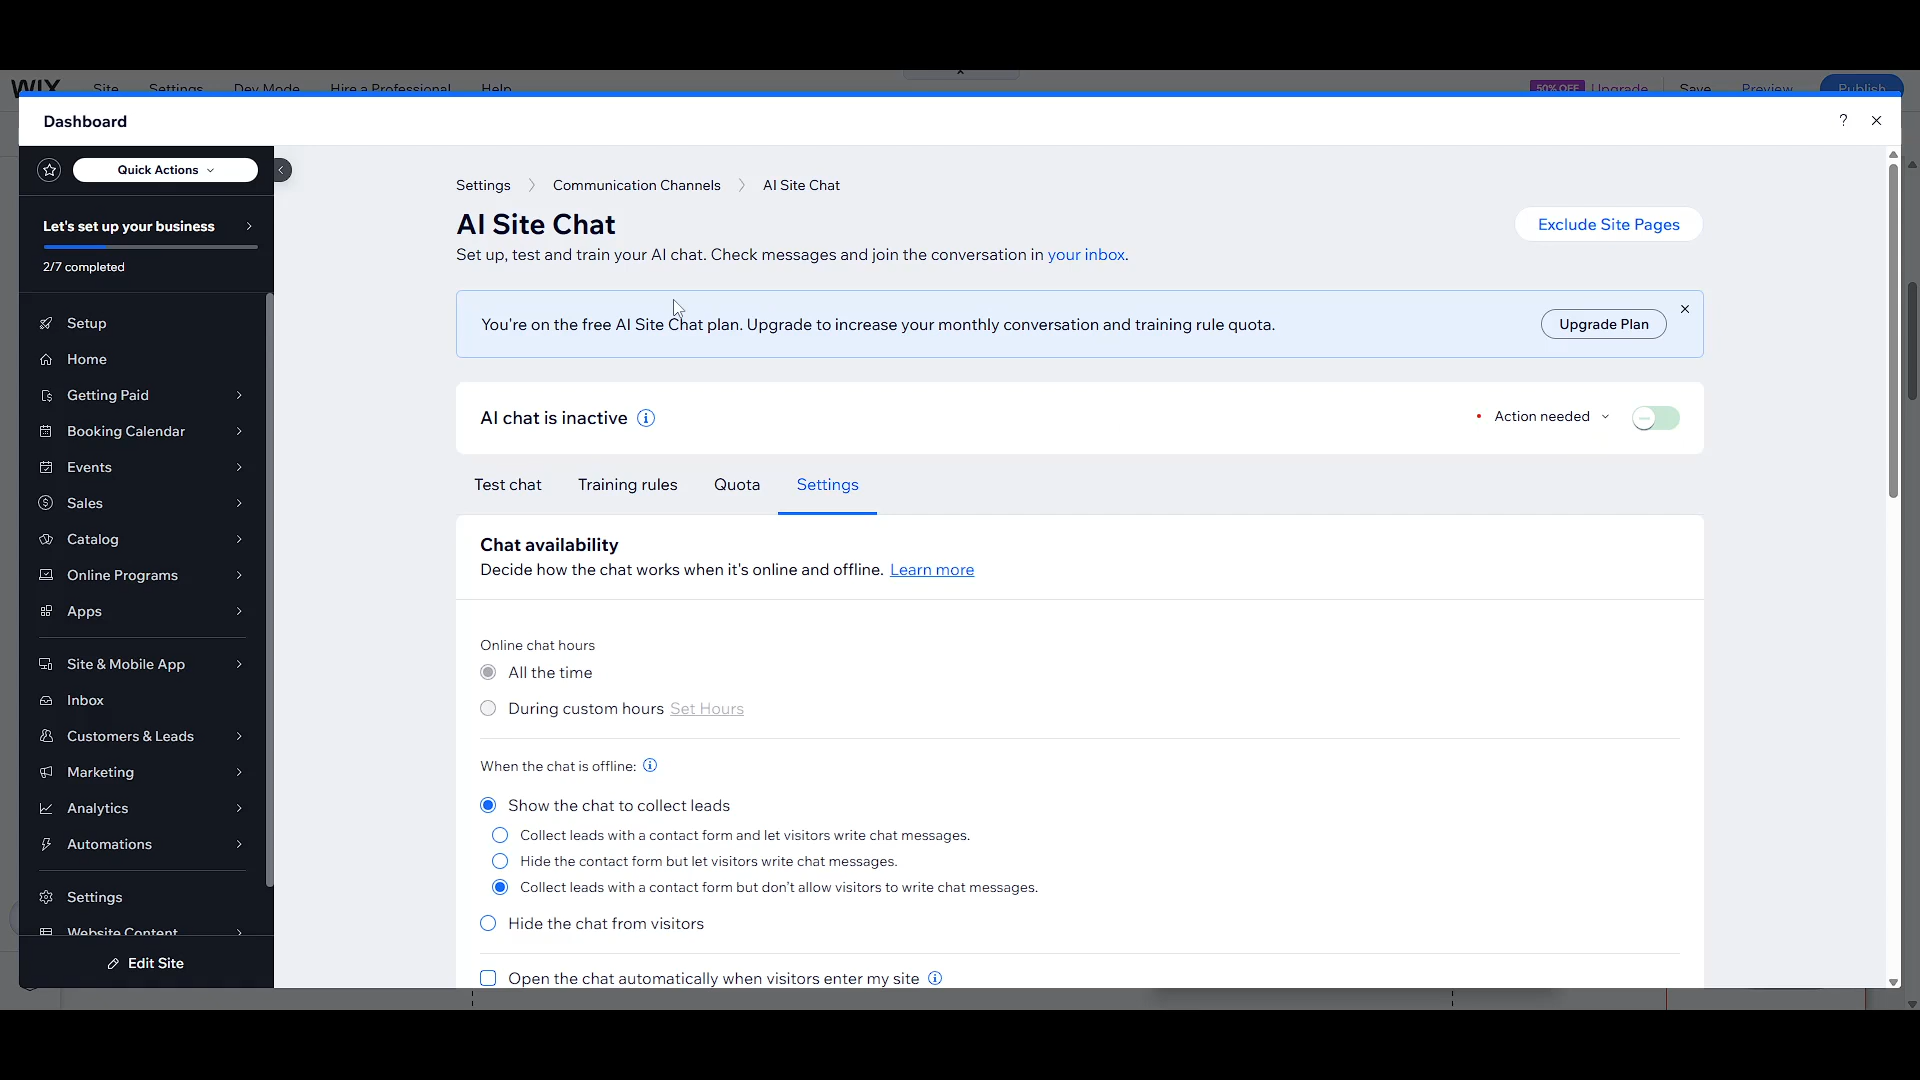 WIX
Site
Settings
Dev Mode
Hire a Professional
Help
50% OFF
Upgrade
Save
Preview
Publish
Dashboard
?
Quick Actions
Let's set up your business
2/7 completed
Setup
Home
Getting Paid
Booking Calendar
Events
Sales
Catalog
Online Programs
Apps
Site & Mobile App
Inbox
Customers & Leads
Marketing
Analytics
Automations
Settings
Website Content
Edit Site
Settings > Communication Channels > AI Site Chat
AI Site Chat
Exclude Site Pages
Set up, test and train your AI chat. Check messages and join the conversation in your inbox.
You're on the free AI Site Chat plan. Upgrade to increase your monthly conversation and training rule quota.
Upgrade Plan
AI chat is inactive
Action needed
Test chat
Training rules
Quota
Settings
Chat availability
Decide how the chat works when it's online and offline. Learn more
Online chat hours
All the time
During custom hours Set Hours
When the chat is offline:
Show the chat to collect leads
Collect leads with a contact form and let visitors write chat messages.
Hide the contact form but let visitors write chat messages.
Collect leads with a contact form but don't allow visitors to write chat messages.
Hide the chat from visitors
Open the chat automatically when visitors enter my site